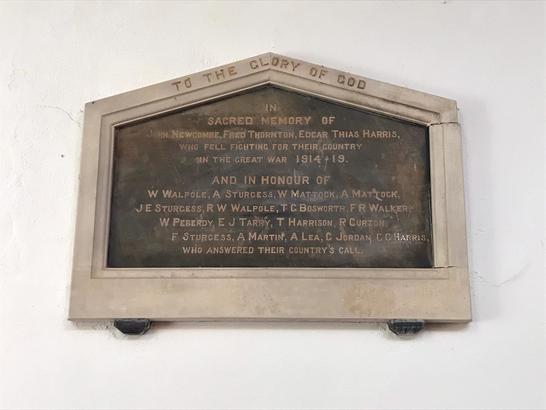 TO THE GLORY OF GOD
IN
SACRED MEMORY OF
JOHN NEWCOMBE, FRED THORNTON, EDGAR THIAS HARRIS,
WHO FELL FIGHTING FOR THEIR COUNTRY
IN THE GREAT WAR 1914-19.
AND IN HONOUR OF
W WALPOLE, A STURGESS, W MATTOCK, A MATTOCK,
J E STURGESS, R W WALPOLE, T C BOSWORTH, F R WALKER,
W PEBERDY, E J TARRY, T HARRISON, R CURZON,
F STURGESS, A MARTIN, A LEA, C JORDAN, C C HARRIS,
WHO ANSWERED THEIR COUNTRY'S CALL.